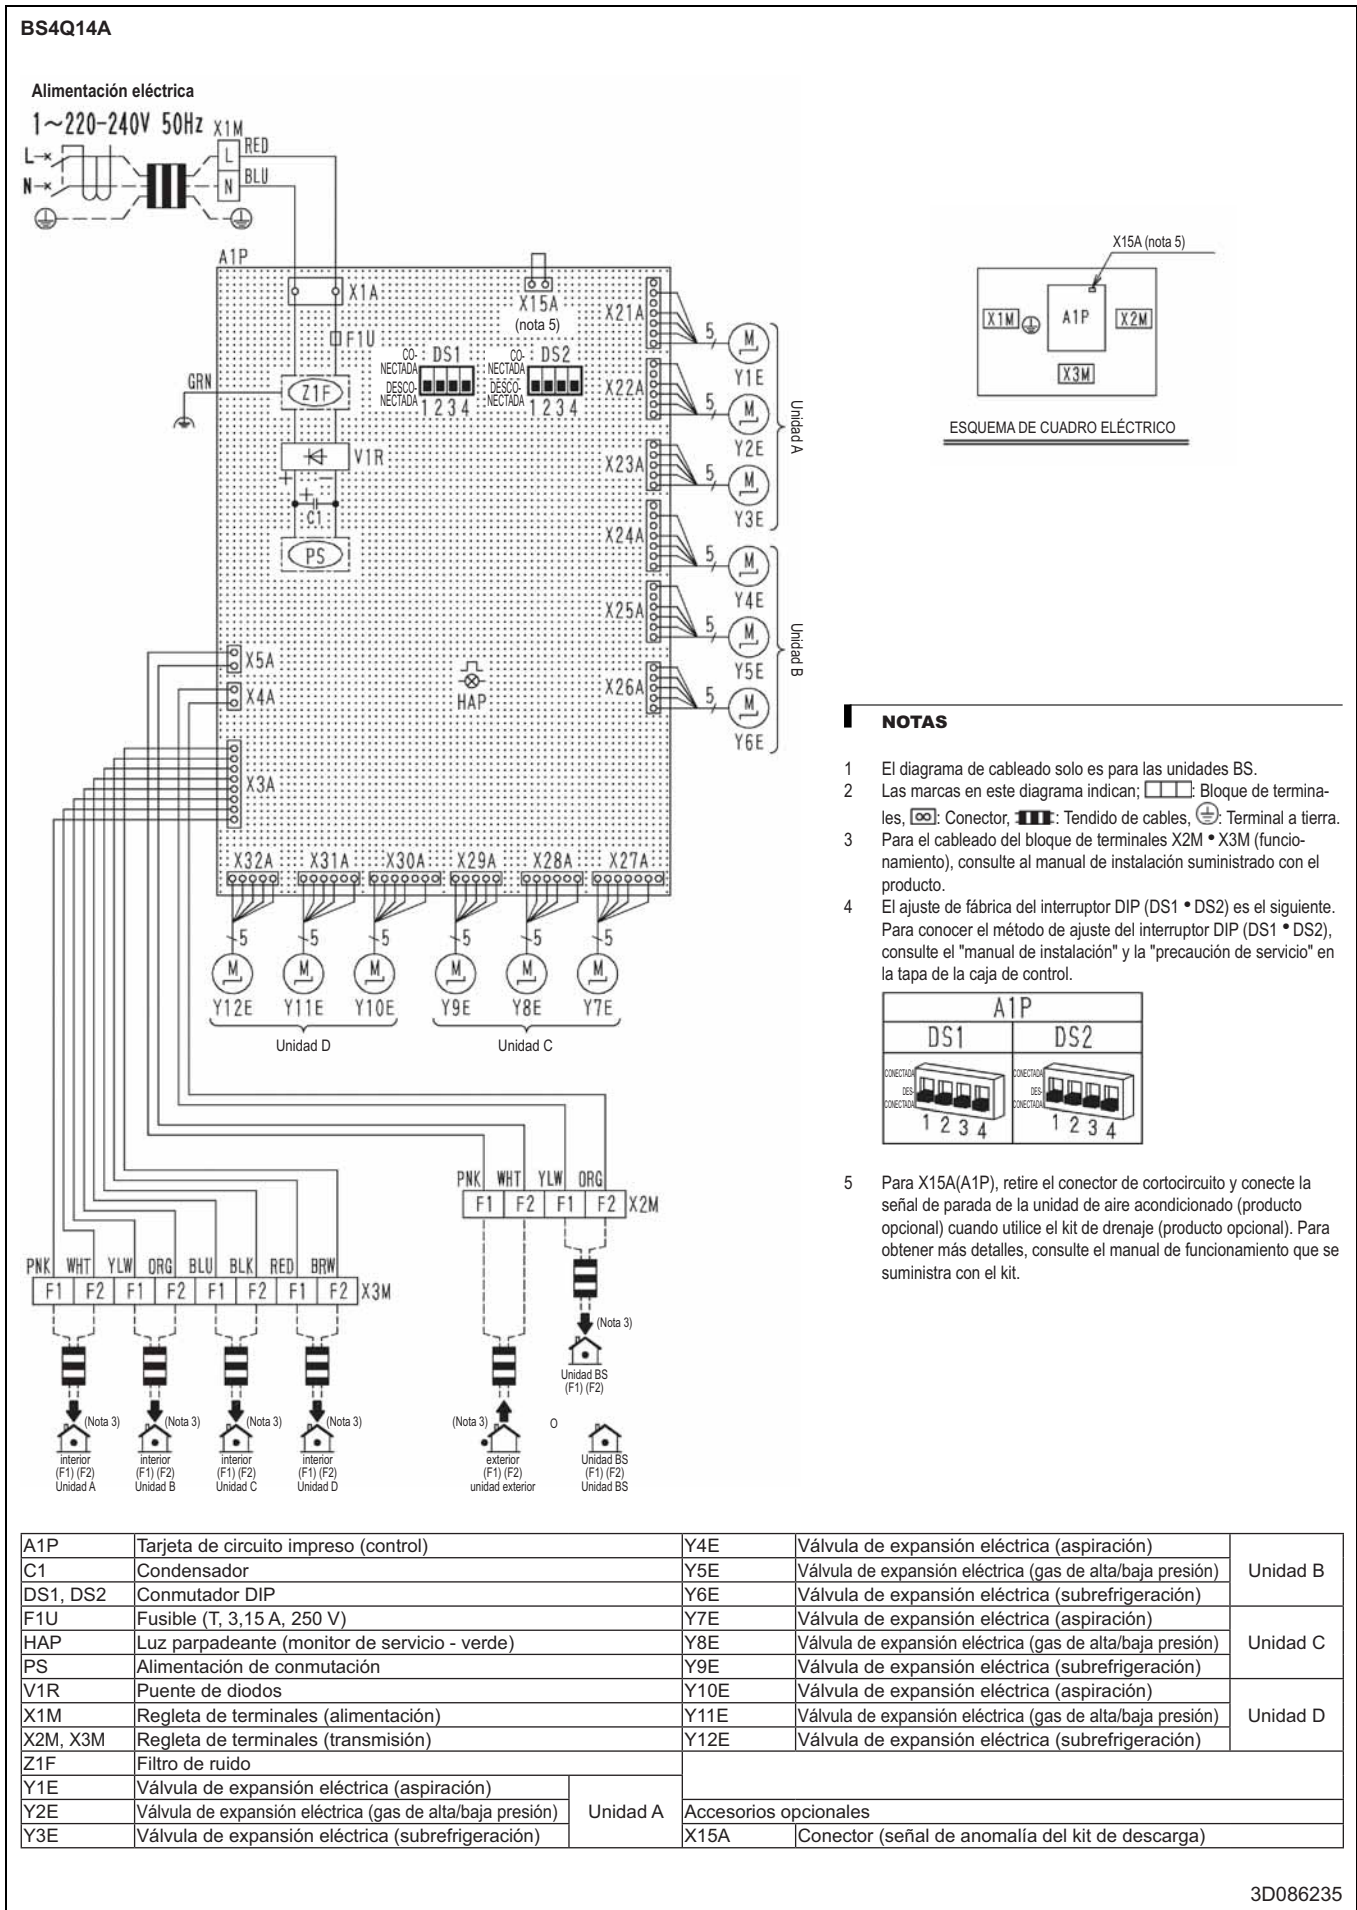 BS4Q14A
Alimentación eléctrica
1~220-240V 50Hz
X1M
L
L
RED
N
N
BLU
A1P
X1A
X15A
(nota 5)
F1U
CO-
NECTADA
DESCO-
NECTADA
DS1
1 2 3 4
CO-
NECTADA
DESCO-
NECTADA
DS2
1 2 3 4
GRN
Z1F
V1R
+
−
+
C1
PS
X21A
5
M
Y1E
X22A
5
M
Y2E
X23A
5
M
Y3E
Unidad A
X24A
5
M
Y4E
X25A
5
M
Y5E
X26A
5
M
Y6E
Unidad B
X5A
X4A
X3A
HAP
X32A X31A X30A X29A X28A X27A
5 5 5 5 5 5
M M M M M M
Y12E Y11E Y10E Y9E Y8E Y7E
Unidad D
Unidad C
PNK WHT YLW ORG
F1 F2 F1 F2 X2M
PNK WHT YLW ORG BLU BLK RED BRW
F1 F2 F1 F2 F1 F2 F1 F2 X3M
(Nota 3)
Unidad BS
(F1) (F2)
(Nota 3) (Nota 3) (Nota 3) (Nota 3) (Nota 3) O
interior
(F1) (F2)
Unidad A
interior
(F1) (F2)
Unidad B
interior
(F1) (F2)
Unidad C
interior
(F1) (F2)
Unidad D
exterior
(F1) (F2)
unidad exterior
Unidad BS
(F1) (F2)
Unidad BS
X15A (nota 5)
X1M
A1P
X2M
X3M
ESQUEMA DE CUADRO ELÉCTRICO
NOTAS
1 El diagrama de cableado solo es para las unidades BS.
2 Las marcas en este diagrama indican; : Bloque de termina-
les, : Conector, : Tendido de cables, : Terminal a tierra.
3 Para el cableado del bloque de terminales X2M • X3M (funcio-
namiento), consulte al manual de instalación suministrado con el
producto.
4 El ajuste de fábrica del interruptor DIP (DS1 • DS2) es el siguiente.
Para conocer el método de ajuste del interruptor DIP (DS1 • DS2),
consulte el "manual de instalación" y la "precaución de servicio" en
la tapa de la caja de control.
A1P
DS1 DS2
CONECTADA
DES-
CONECTADA
1 2 3 4
CONECTADA
DES-
CONECTADA
1 2 3 4
5 Para X15A(A1P), retire el conector de cortocircuito y conecte la
señal de parada de la unidad de aire acondicionado (producto
opcional) cuando utilice el kit de drenaje (producto opcional). Para
obtener más detalles, consulte el manual de funcionamiento que se
suministra con el kit.
A1P Tarjeta de circuito impreso (control) Y4E Válvula de expansión eléctrica (aspiración)
C1 Condensador Y5E Válvula de expansión eléctrica (gas de alta/baja presión) Unidad B
DS1, DS2 Conmutador DIP Y6E Válvula de expansión eléctrica (subrefrigeración)
F1U Fusible (T, 3,15 A, 250 V) Y7E Válvula de expansión eléctrica (aspiración)
HAP Luz parpadeante (monitor de servicio - verde) Y8E Válvula de expansión eléctrica (gas de alta/baja presión) Unidad C
PS Alimentación de conmutación Y9E Válvula de expansión eléctrica (subrefrigeración)
V1R Puente de diodos Y10E Válvula de expansión eléctrica (aspiración)
X1M Regleta de terminales (alimentación) Y11E Válvula de expansión eléctrica (gas de alta/baja presión) Unidad D
X2M, X3M Regleta de terminales (transmisión) Y12E Válvula de expansión eléctrica (subrefrigeración)
Z1F Filtro de ruido
Y1E Válvula de expansión eléctrica (aspiración)
Y2E Válvula de expansión eléctrica (gas de alta/baja presión) Unidad A Accesorios opcionales
Y3E Válvula de expansión eléctrica (subrefrigeración) X15A Conector (señal de anomalía del kit de descarga)
3D086235